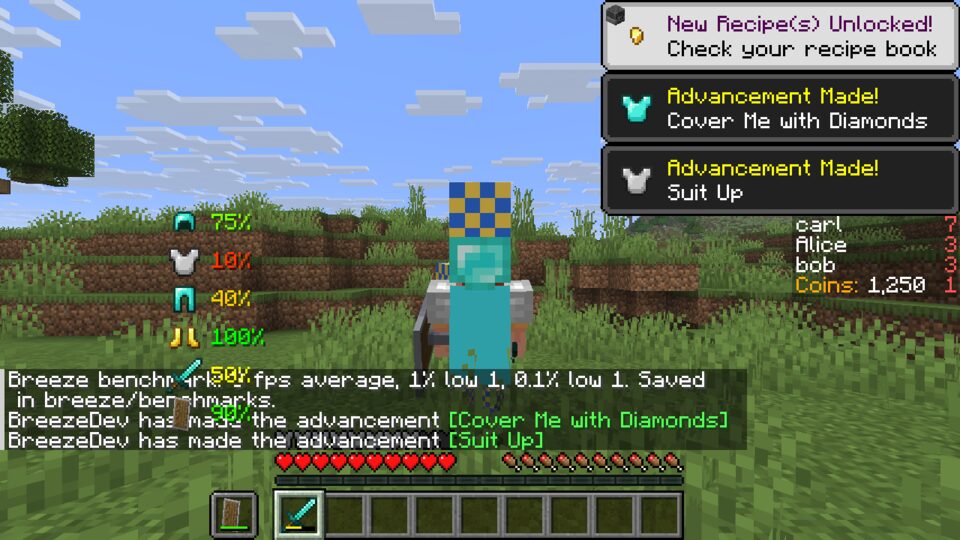 New Recipe(s) Unlocked!
Check your recipe book
Advancement Made!
Cover Me with Diamonds
Advancement Made!
Suit Up
carl 7
Alice 3
bob 3
Coins: 1,250 1
75%
10%
40%
100%
50%
90%
Breeze fps average, 1% low 1, 0.1% low 1. Saved
in breeze/benchmarks.
BreezeDev has made the advancement [Cover Me with Diamonds]
BreezeDev has made the advancement [Suit Up]